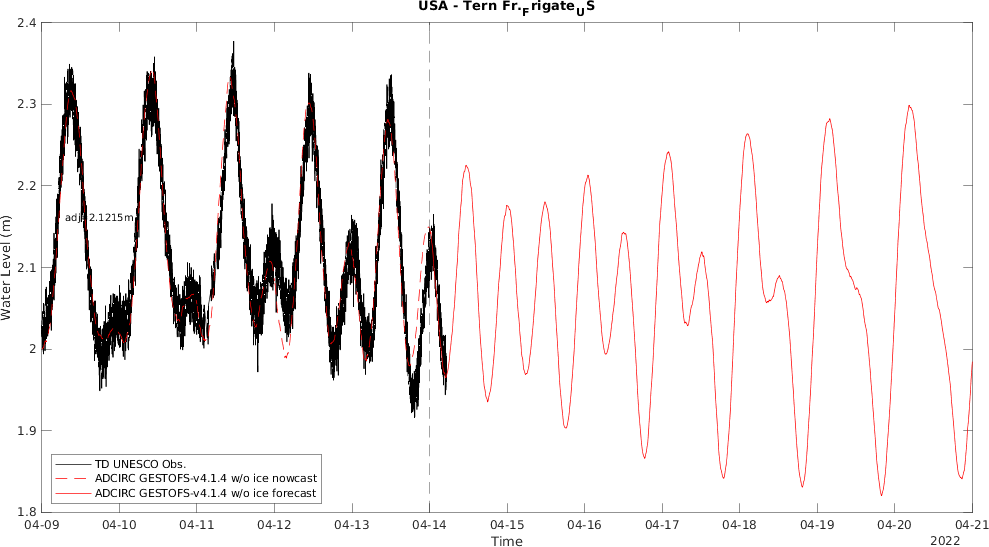 USA - Tern Fr.FrigateUS
2.4
2.3
2.2
2.1
2
1.9
1.8
Water Level (m)
adj: 2.1215m
TD UNESCO Obs.
ADCIRC GESTOFS-v4.1.4 w/o ice nowcast
ADCIRC GESTOFS-v4.1.4 w/o ice forecast
04-09 04-10 04-11 04-12 04-13 04-14 04-15 04-16 04-17 04-18 04-19 04-20 04-21
Time
2022